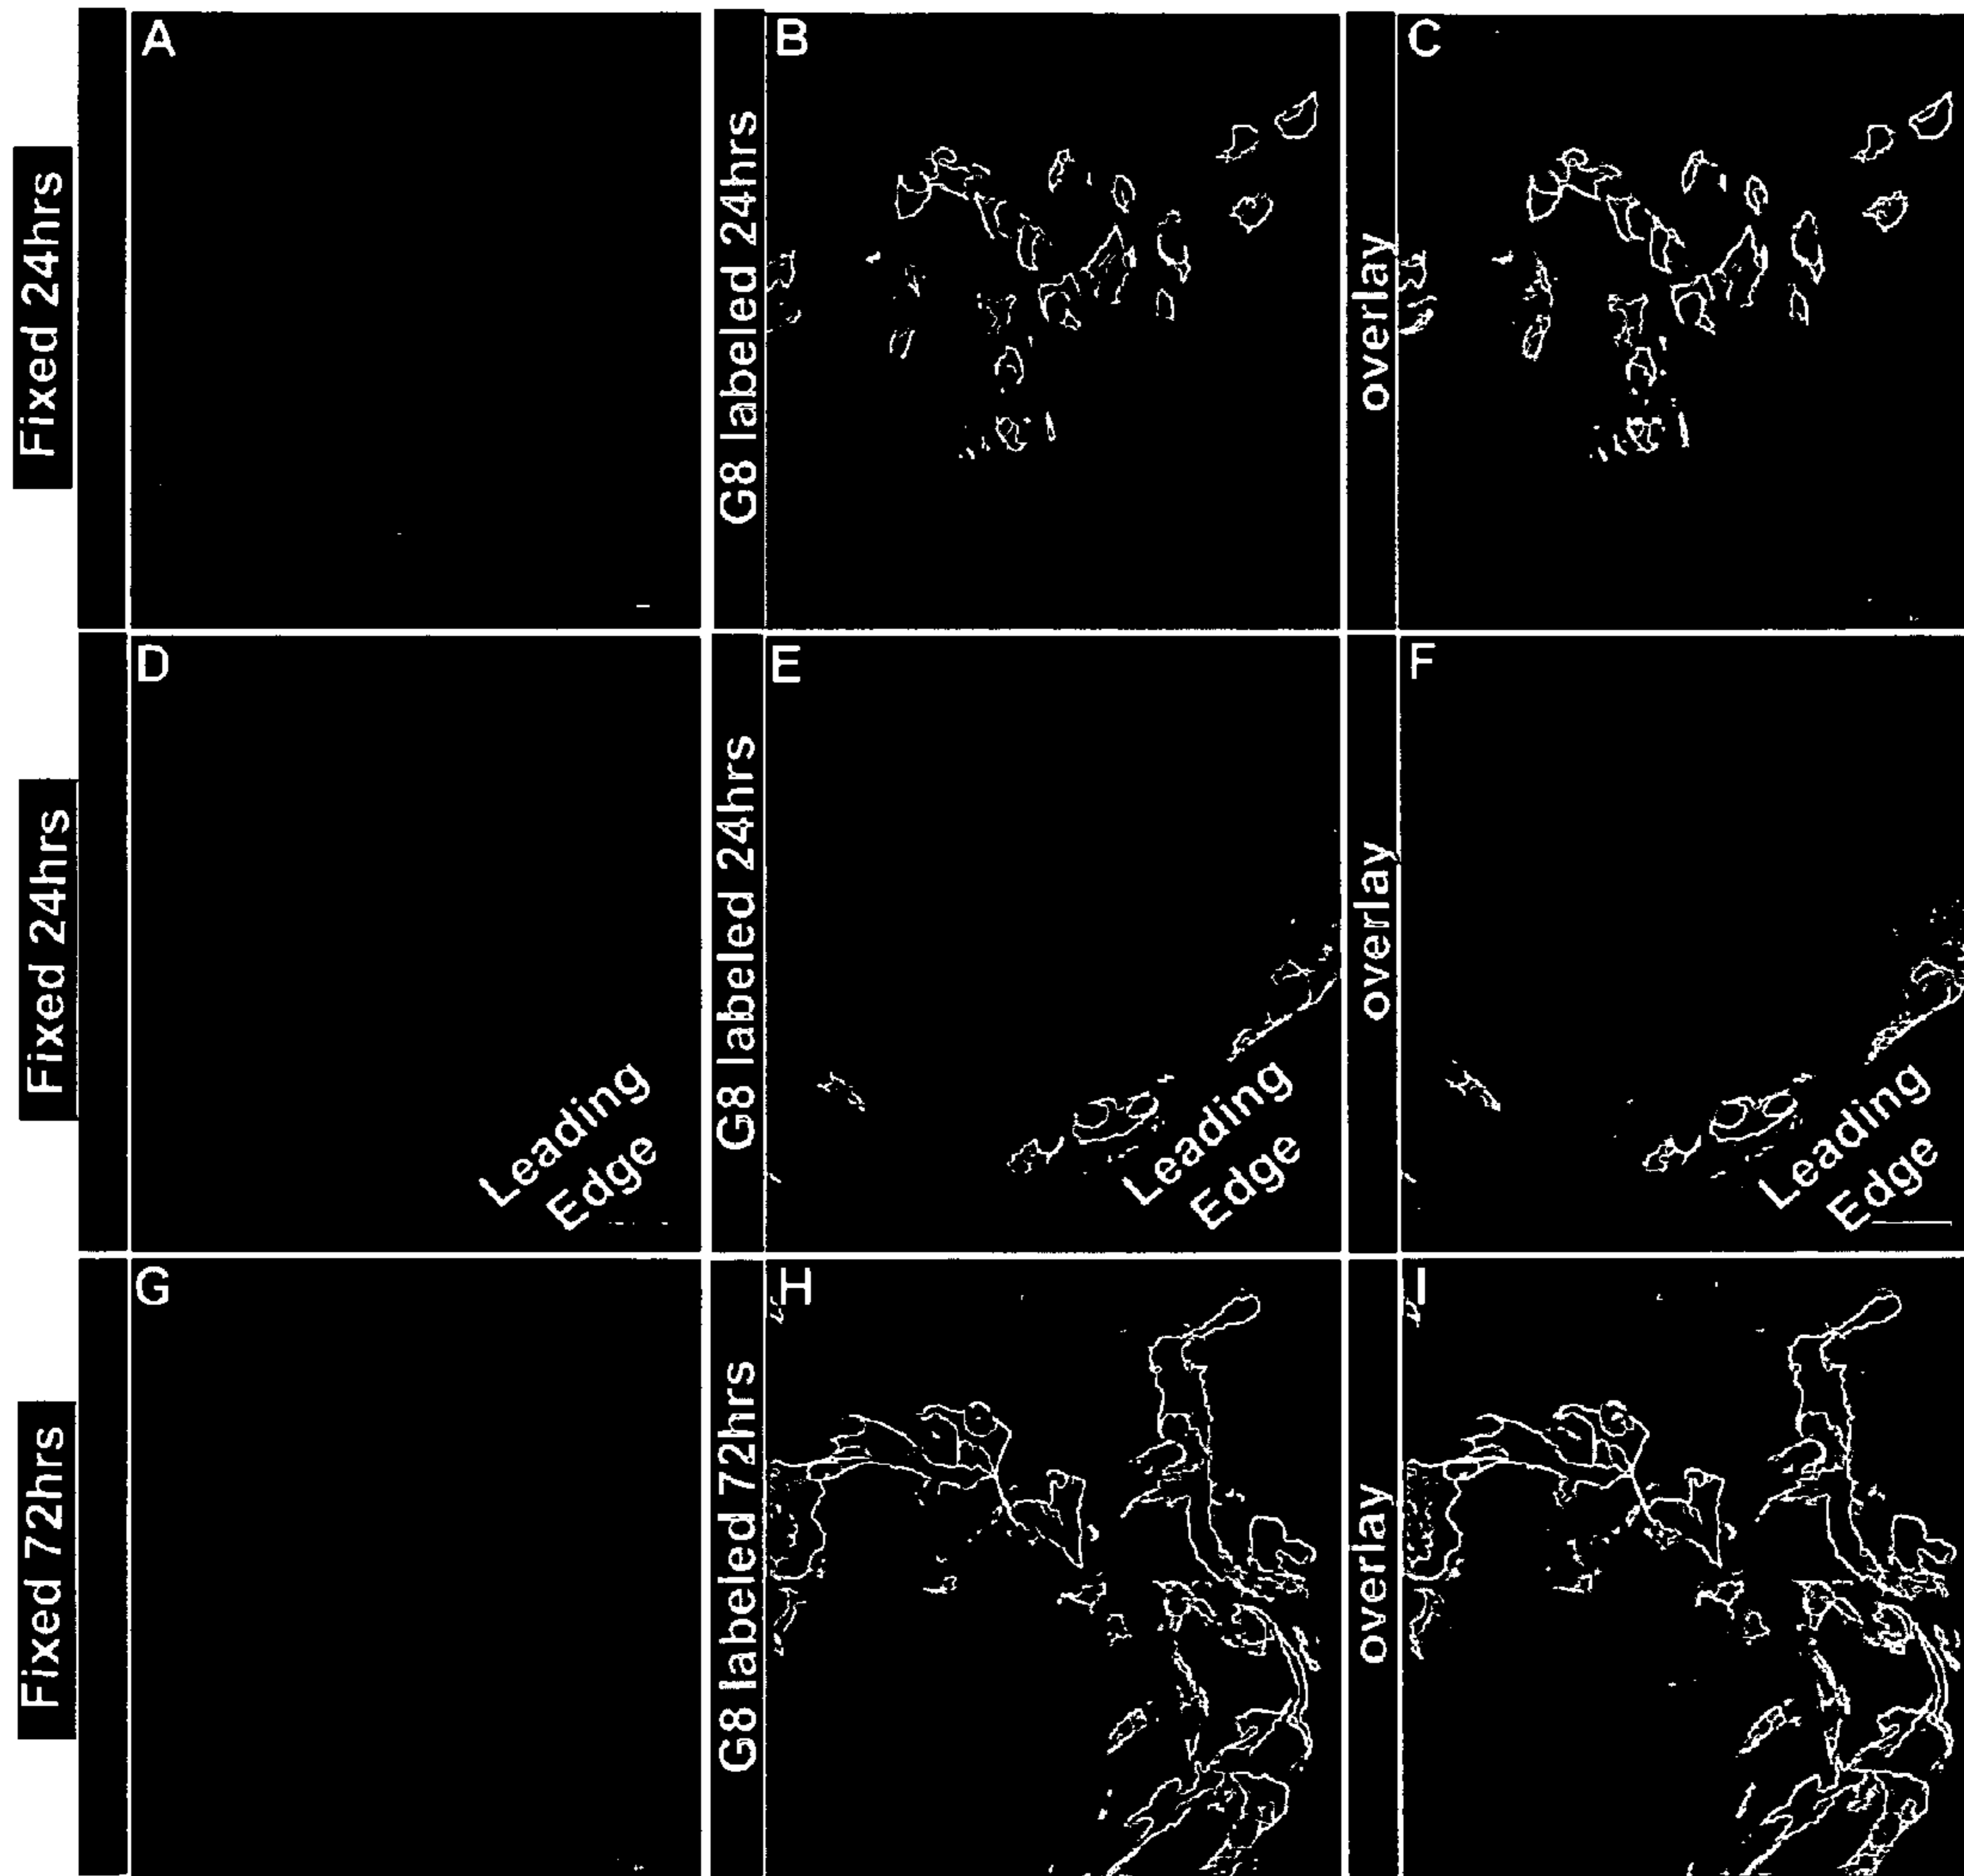 Fixed 24hrs
A
G8 labeled 24hrs
B
overlay
C
Fixed 24hrs
D
Leading
Edge
G8 labeled 24hrs
E
Leading
Edge
overlay
F
Leading
Edge
Fixed 72hrs
G
G8 labeled 72hrs
H
overlay
I